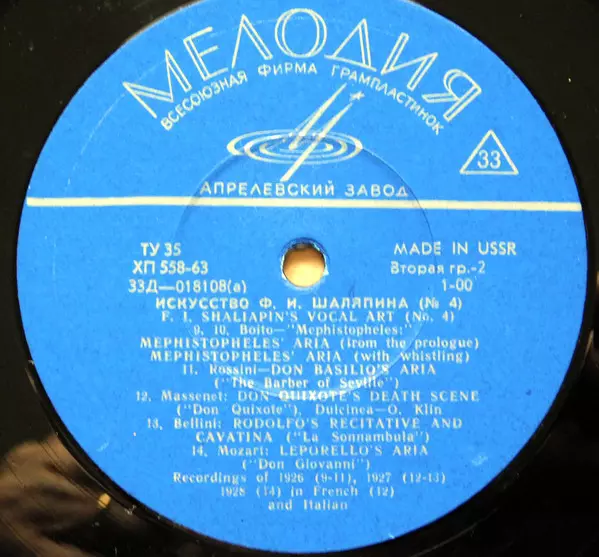 МЕЛОДИЯ
ВСЕСОЮЗНАЯ ФИРМА ГРАМПЛАСТИНОК
33
АПРЕЛЕВСКИЙ ЗАВОД
ТУ 35
MADE IN USSR
ХП 558-63
Вторая гр.-2
33Д—018108(а)
1-00
ИСКУССТВО Ф. И. ШАЛЯПИНА (№ 4)
F. I. SHALIAPIN'S VOCAL ART (No. 4)
9, 10. Boito—"Mephistopheles:"
MEPHISTOPHELES' ARIA (from the prologue)
MEPHISTOPHELES' ARIA (with whistling)
11. Rossini—DON BASILIO'S ARIA
("The Barber of Seville")
12. Massenet: DON QUIXOTE'S DEATH SCENE
("Don Quixote"), Dulcinea—O. Klin
13. Bellini: RODOLFO'S RECITATIVE AND
CAVATINA ("La Sonnambula")
14. Mozart: LEPORELLO'S ARIA
("Don Giovanni")
Recordings of 1926 (9-11), 1927 (12-13)
1928 (14) in French (12)
and Italian